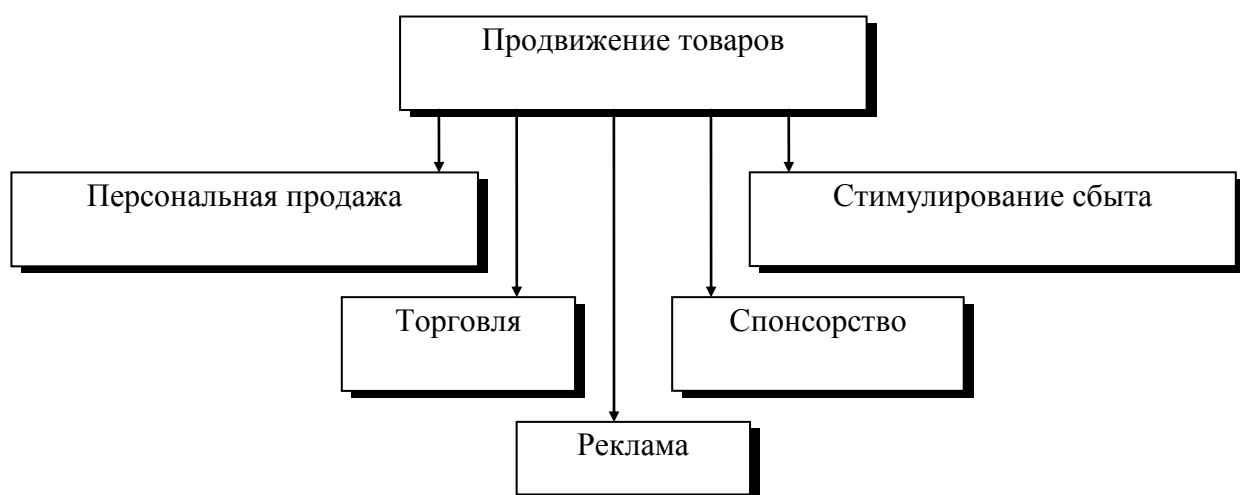 Продвижение товаров
Персональная продажа
Стимулирование сбыта
Торговля
Спонсорство
Реклама